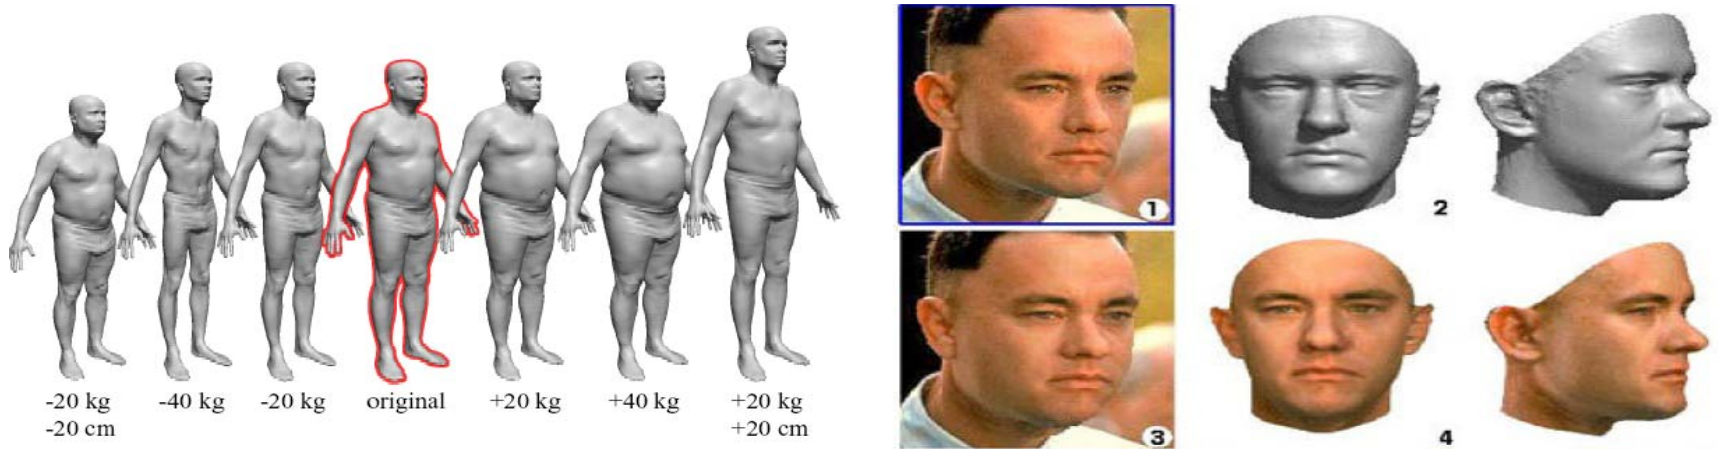 -20 kg
-20 cm
-40 kg
-20 kg
original
+20 kg
+40 kg
+20 kg
+20 cm
1
2
3
4